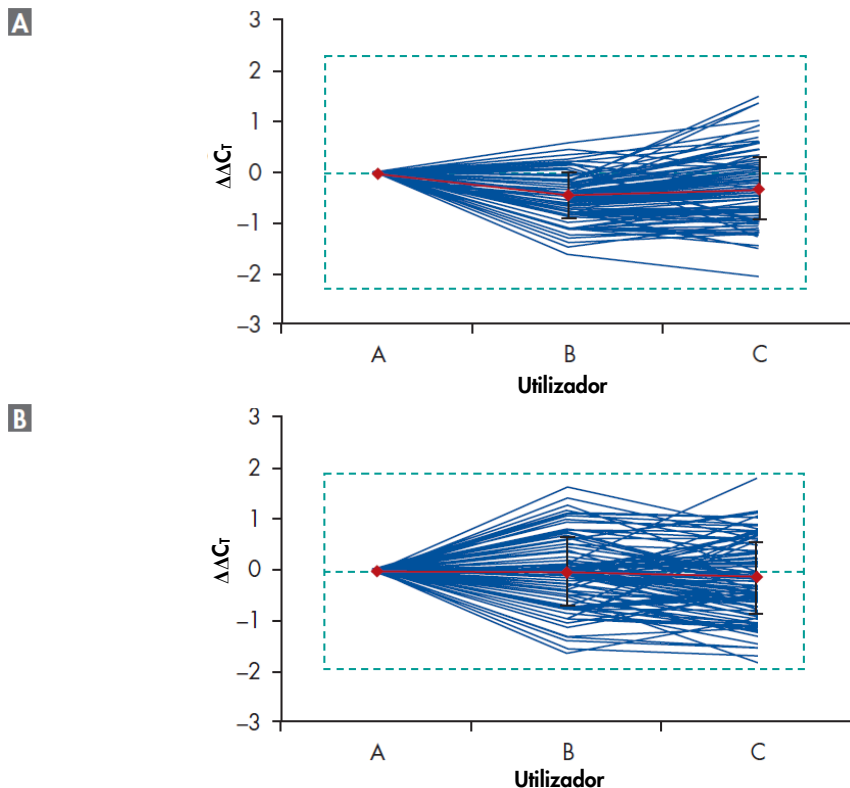 A
3
2
1
0
–1
–2
–3
ΔΔCT
A B C
Utilizador
B
3
2
1
0
–1
–2
–3
ΔΔCT
A B C
Utilizador